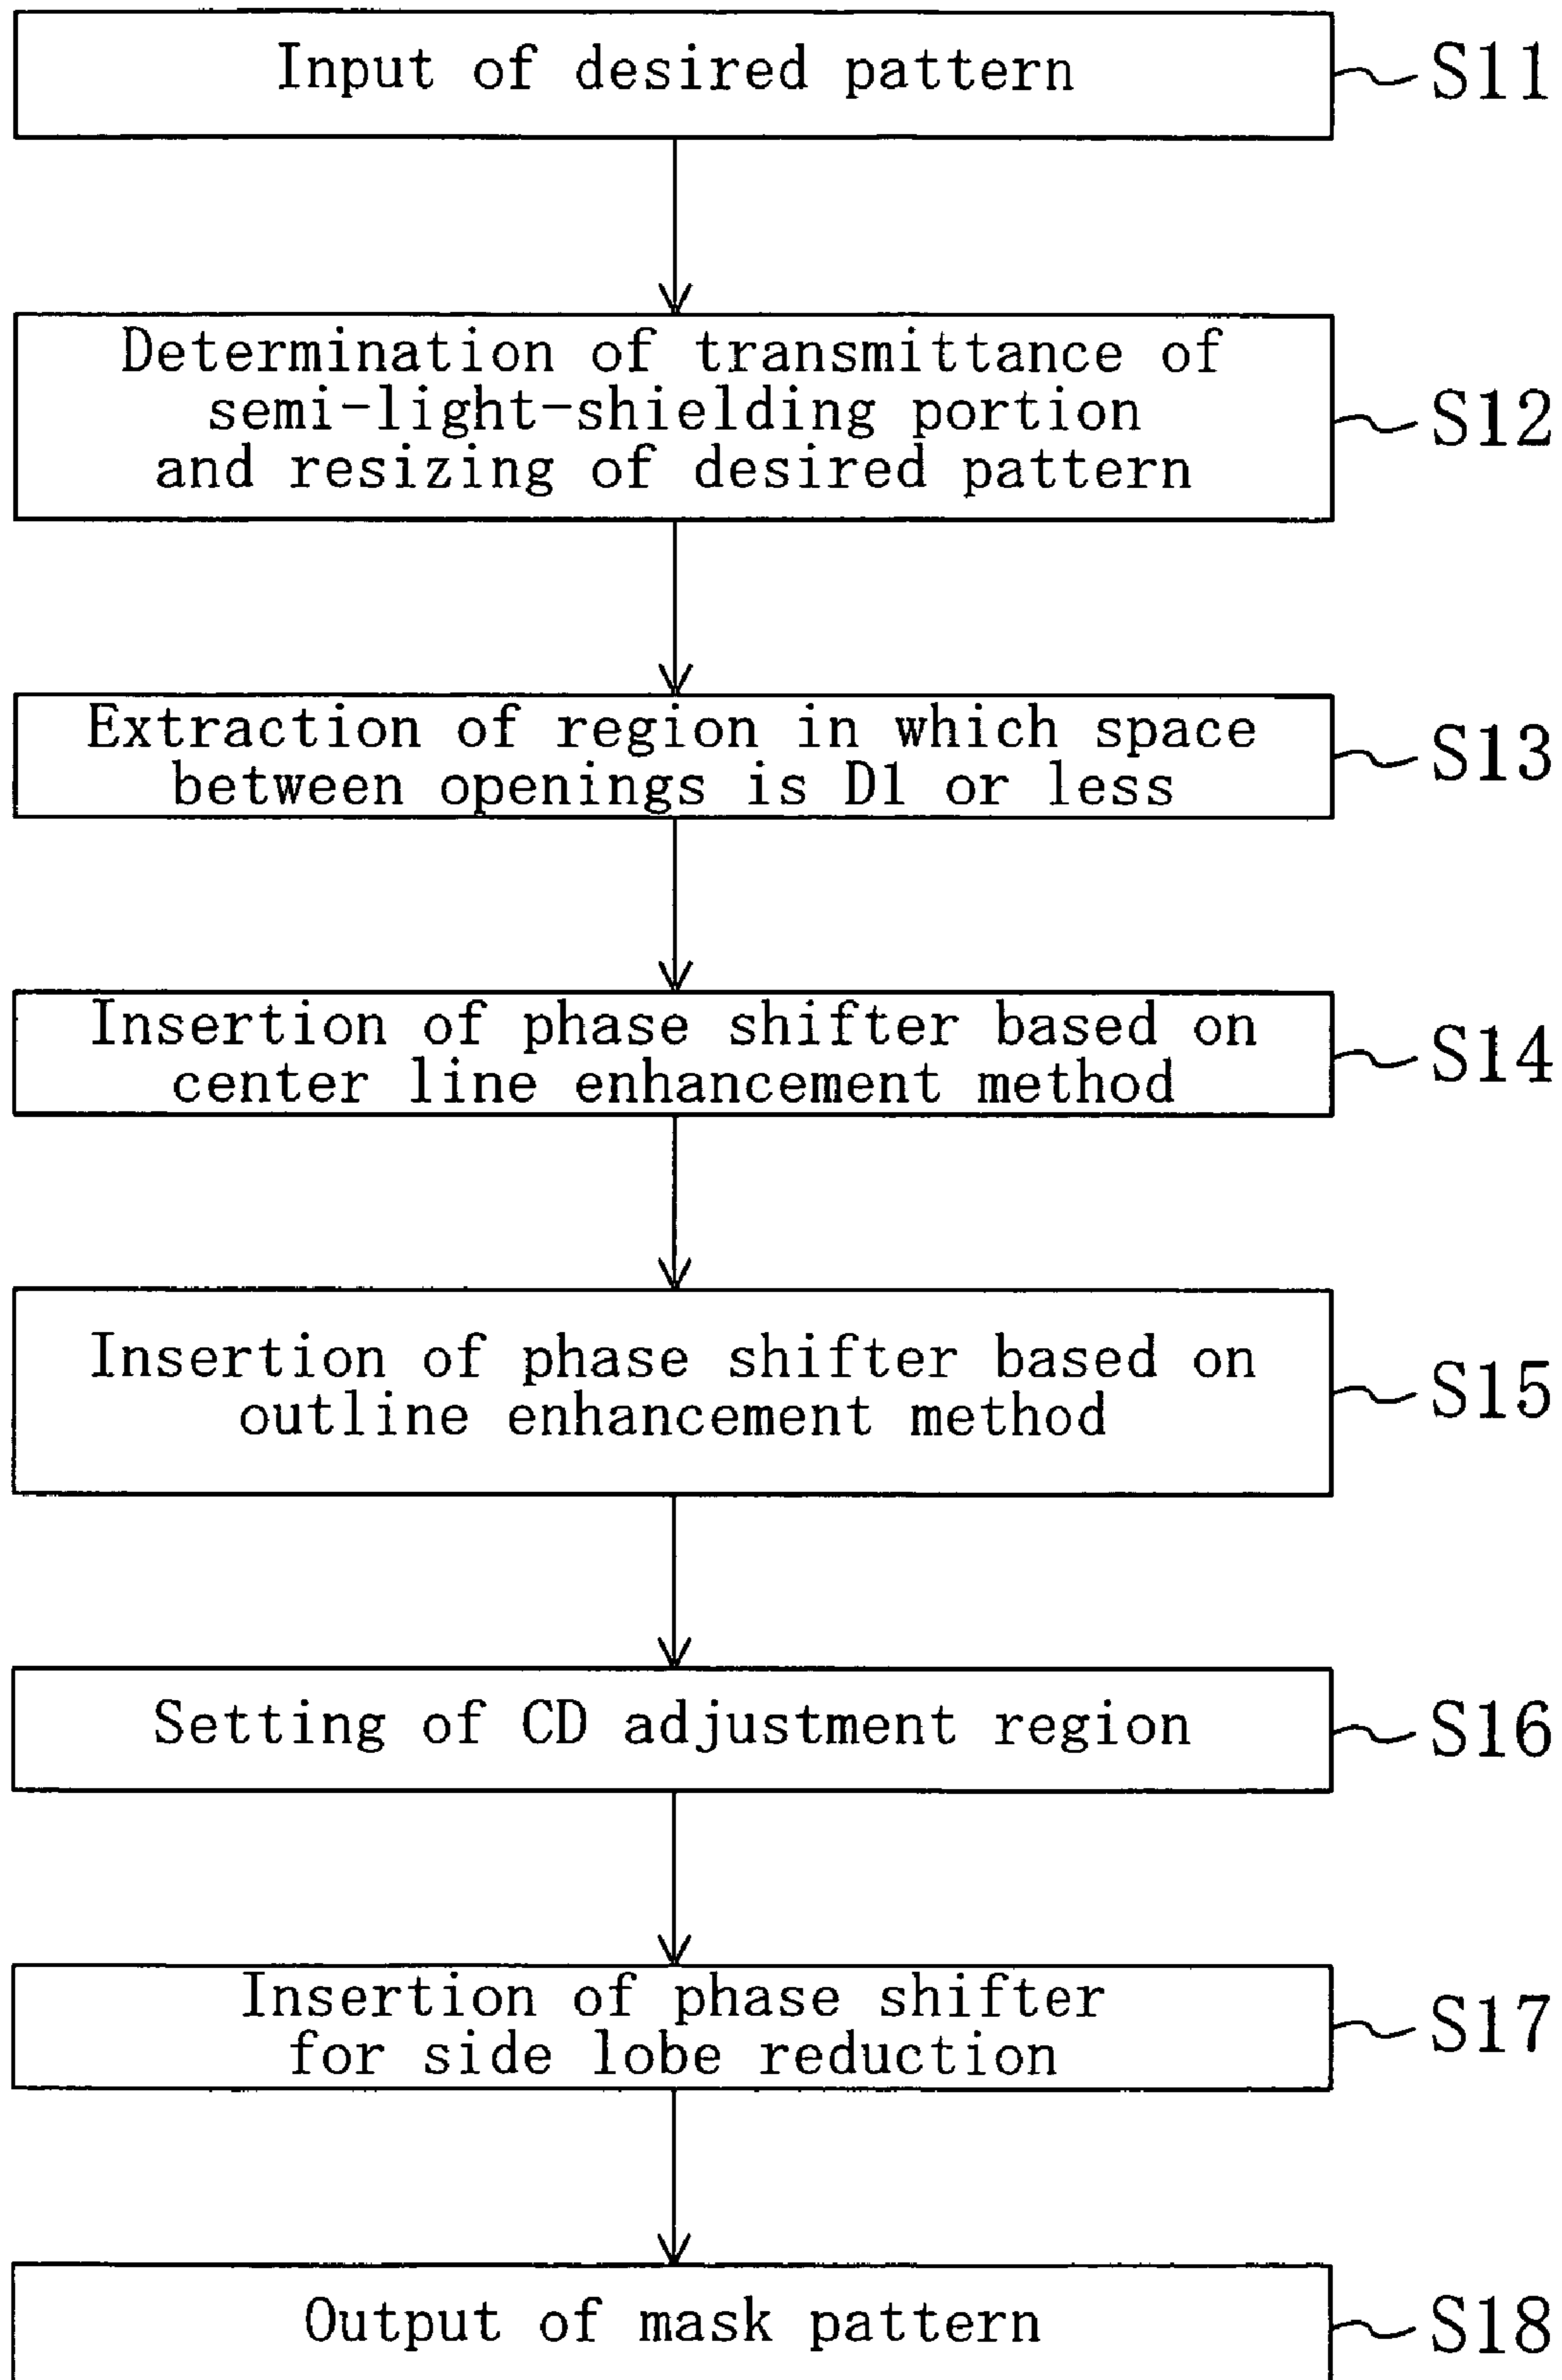 Input of desired pattern
S11
Determination of transmittance of
semi-light-shielding portion
and resizing of desired pattern
S12
Extraction of region in which space
between openings is D1 or less
S13
Insertion of phase shifter based on
center line enhancement method
S14
Insertion of phase shifter based on
outline enhancement method
S15
Setting of CD adjustment region
S16
Insertion of phase shifter
for side lobe reduction
S17
Output of mask pattern
S18